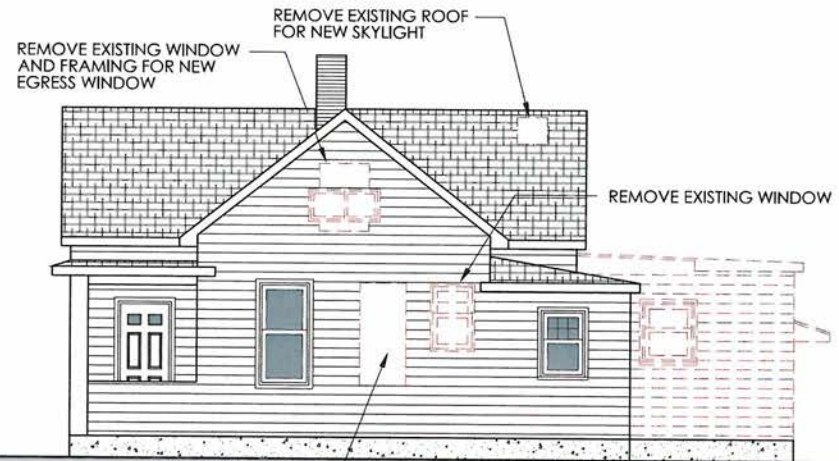 REMOVE EXISTING ROOF
FOR NEW SKYLIGHT
REMOVE EXISTING WINDOW
AND FRAMING FOR NEW
EGRESS WINDOW
REMOVE EXISTING WINDOW